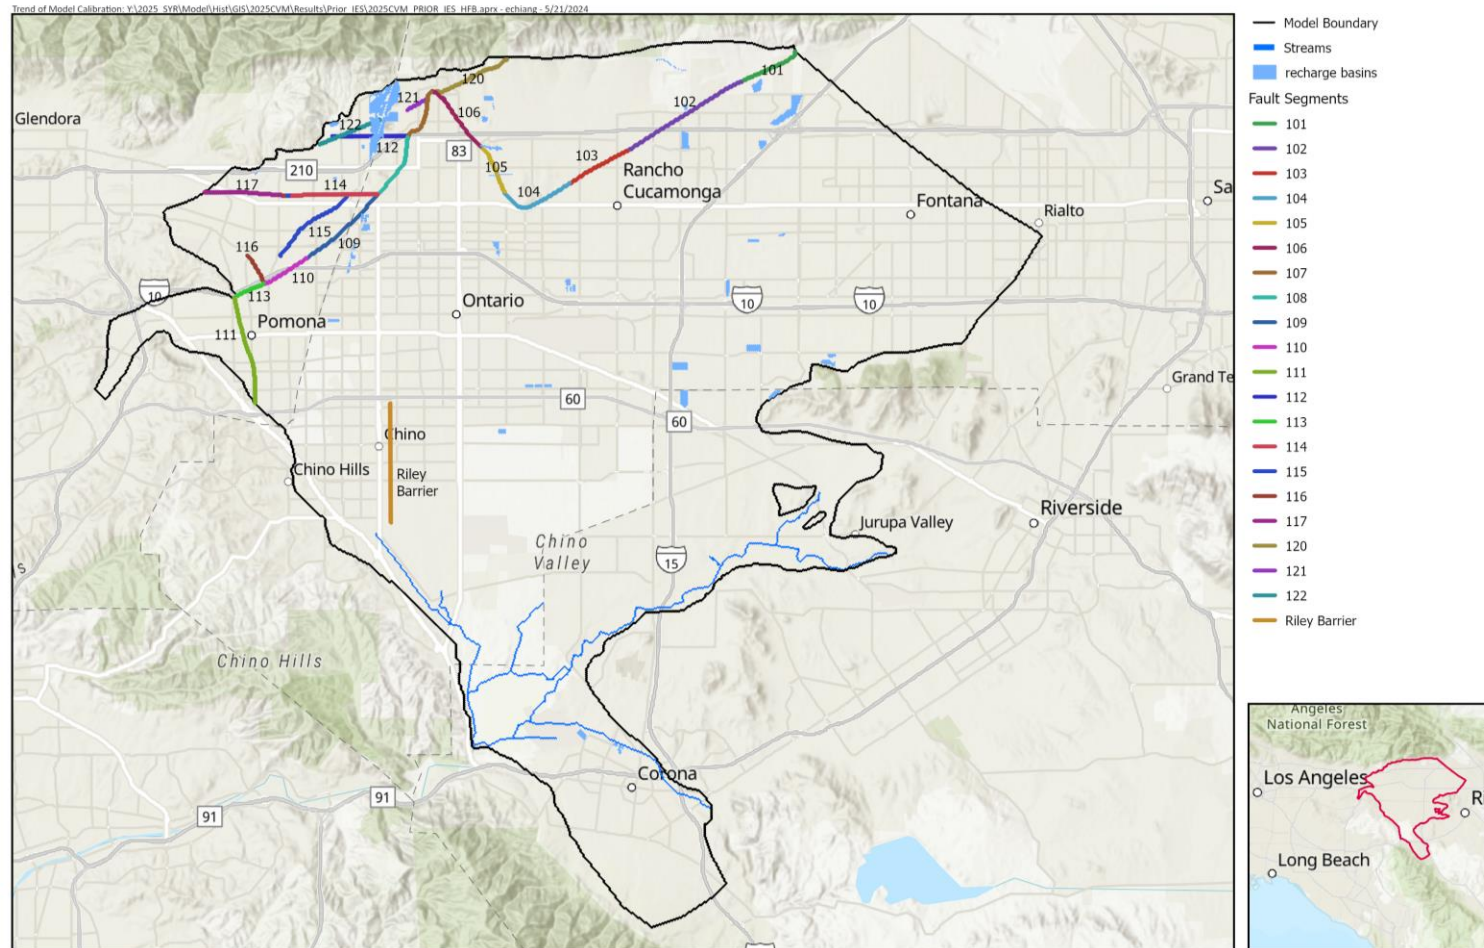 Trend of Model Calibration: Y:\2025_SYR\Model\Hist\GIS\2025CVM\Results\Prior_IES\2025CVM_PRIOR_IES_HFB.aprx - echiang - 5/21/2024
101
120
121
102
106
Glendora
122
112
83
210
105
103
Rancho
Cucamonga
117
114
104
Fontana
Sa
Rialto
115
109
116
110
10
113
Ontario
10
10
Pomona
111
Grand Te
60
60
Chino
Chino Hills
Riley
Barrier
Riverside
Jurupa Valley
Chino
Valley
15
S
Chino Hills
Corona
91
91
Model Boundary
Streams
recharge basins
Fault Segments
101
102
103
104
105
106
107
108
109
110
111
112
113
114
115
116
117
120
121
122
Riley Barrier
Angeles
National Forest
Los Angeles
R
Long Beach